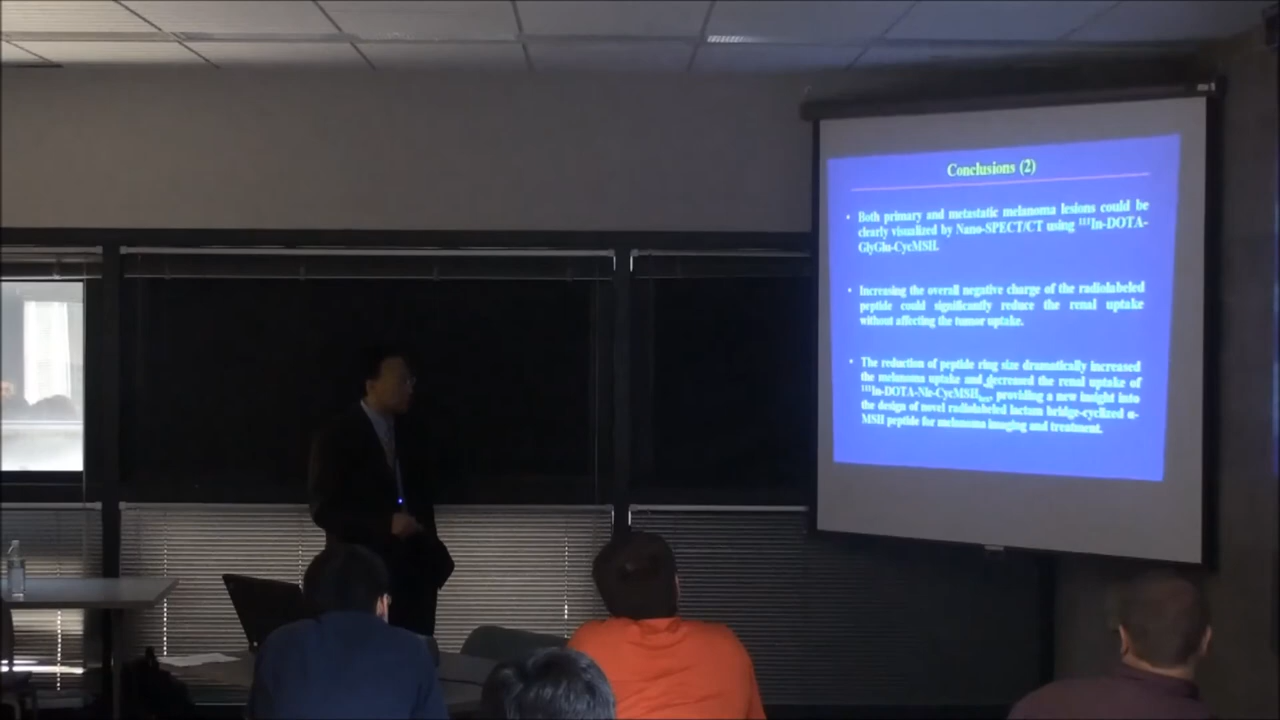 Conclusions (2)
• Both primary and metastatic melanoma lesions could be
clearly visualized by Nano-SPECT/CT using ¹¹¹In-DOTA-
GlyGlu-CycMSH.
• Increasing the overall negative charge of the radiolabeled
peptide could significantly reduce the renal uptake
without affecting the tumor uptake.
• The reduction of peptide ring size dramatically increased
the melanoma uptake and decreased the renal uptake of
¹¹¹In-DOTA-Nle-CycMSH providing a new insight into
the design of novel radiolabeled lactam bridge-cyclized α-
MSH peptide for melanoma imaging and treatment.